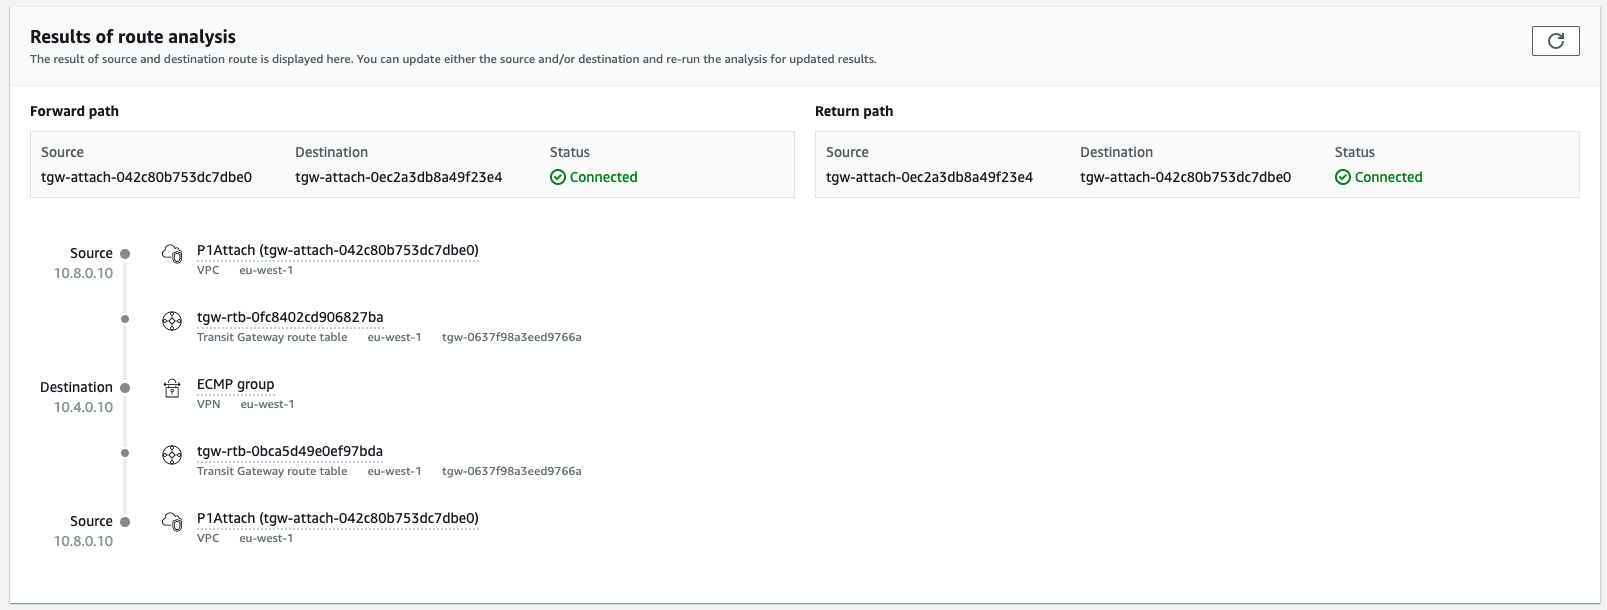 Results of route analysis
The result of source and destination route is displayed here. You can update either the source and/or destination and re-run the analysis for updated results.
Forward path
Source Destination Status
tgw-attach-042c80b753dc7dbe0 tgw-attach-0ec2a3db8a49f23e4 Connected
Return path
Source Destination Status
tgw-attach-0ec2a3db8a49f23e4 tgw-attach-042c80b753dc7dbe0 Connected
Source P1Attach (tgw-attach-042c80b753dc7dbe0)
10.8.0.10 VPC eu-west-1
tgw-rtb-0fc8402cd906827ba
Transit Gateway route table eu-west-1 tgw-0637f98a3eed9766a
Destination ECMP group
10.4.0.10 VPN eu-west-1
tgw-rtb-0bca5d49e0ef97bda
Transit Gateway route table eu-west-1 tgw-0637f98a3eed9766a
Source P1Attach (tgw-attach-042c80b753dc7dbe0)
10.8.0.10 VPC eu-west-1